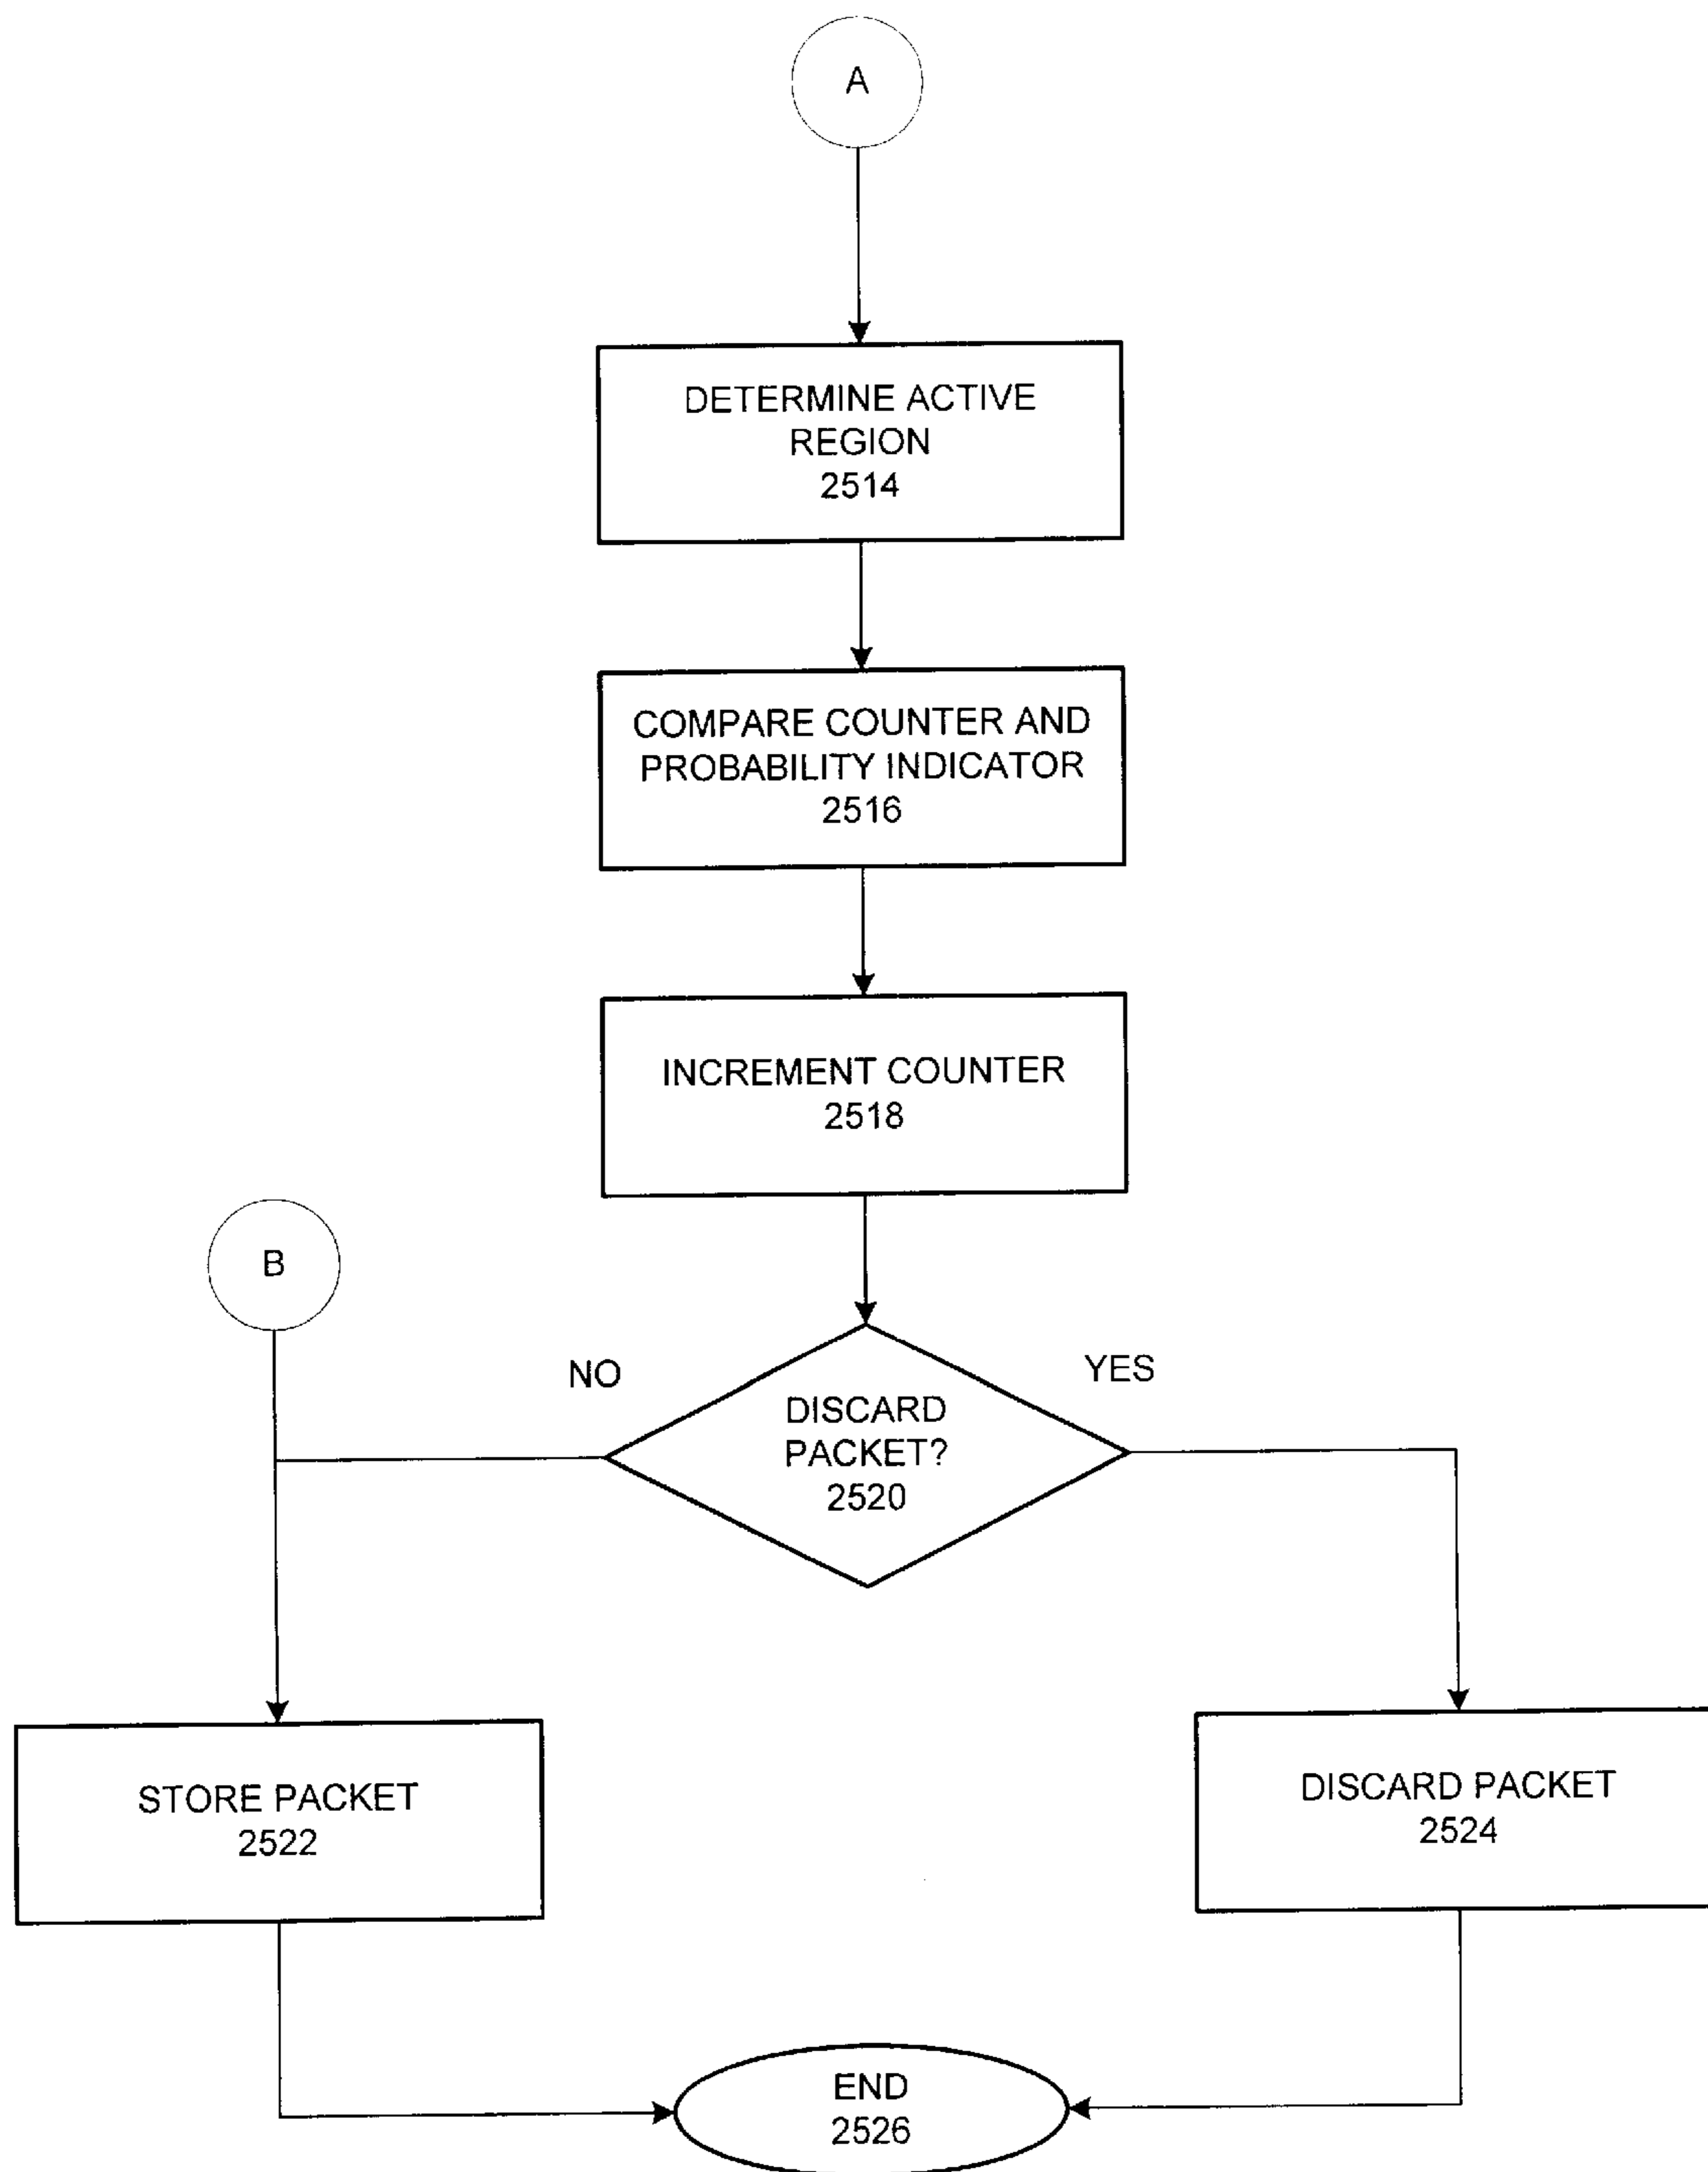 A
DETERMINE ACTIVE
REGION
2514
COMPARE COUNTER AND
PROBABILITY INDICATOR
2516
INCREMENT COUNTER
2518
B
NO
YES
DISCARD
PACKET?
2520
STORE PACKET
2522
DISCARD PACKET
2524
END
2526